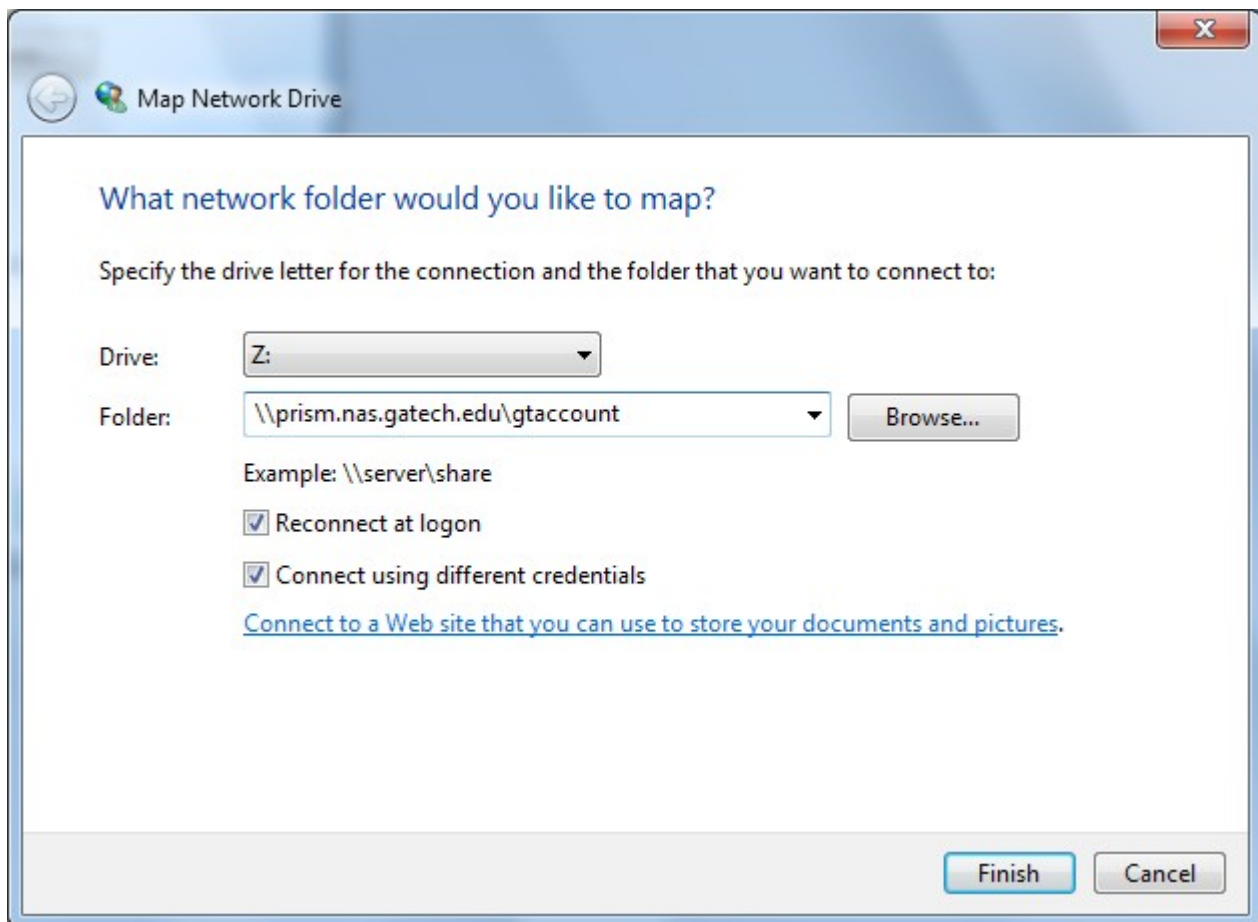 Map Network Drive
What network folder would you like to map?
Specify the drive letter for the connection and the folder that you want to connect to:
Drive: Z:
Folder: \\prism.nas.gatech.edu\gtaccount Browse...
Example: \\server\share
Reconnect at logon
Connect using different credentials
Connect to a Web site that you can use to store your documents and pictures.
Finish Cancel